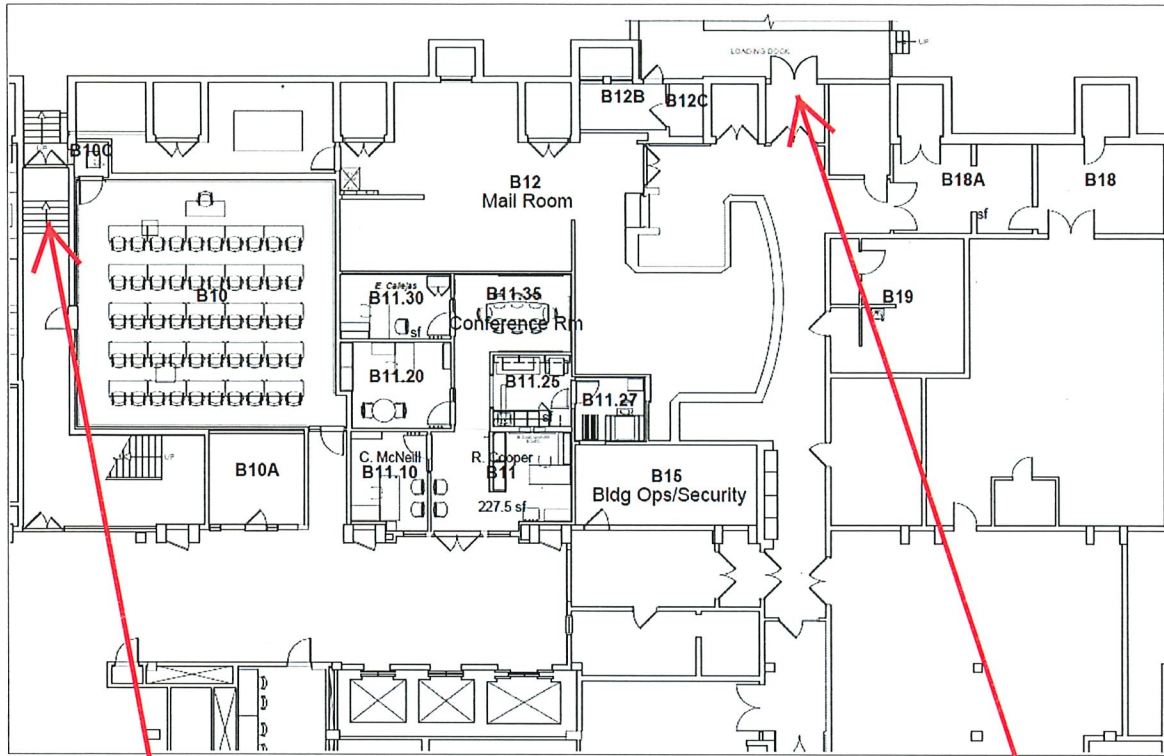 LOADING DOCK
UP
B12B
B12C
UP
B10C
B12
Mail Room
B18A
B18
sf
B10
E. Callejas
B11.30
sf
B11.35
Conference Rm
B19
B11.20
B11.25
sf
B11.27
UP
B10A
C. McNeill
B11.10
R. Cooper
B11
227.5 sf
B15
Bldg Ops/Security